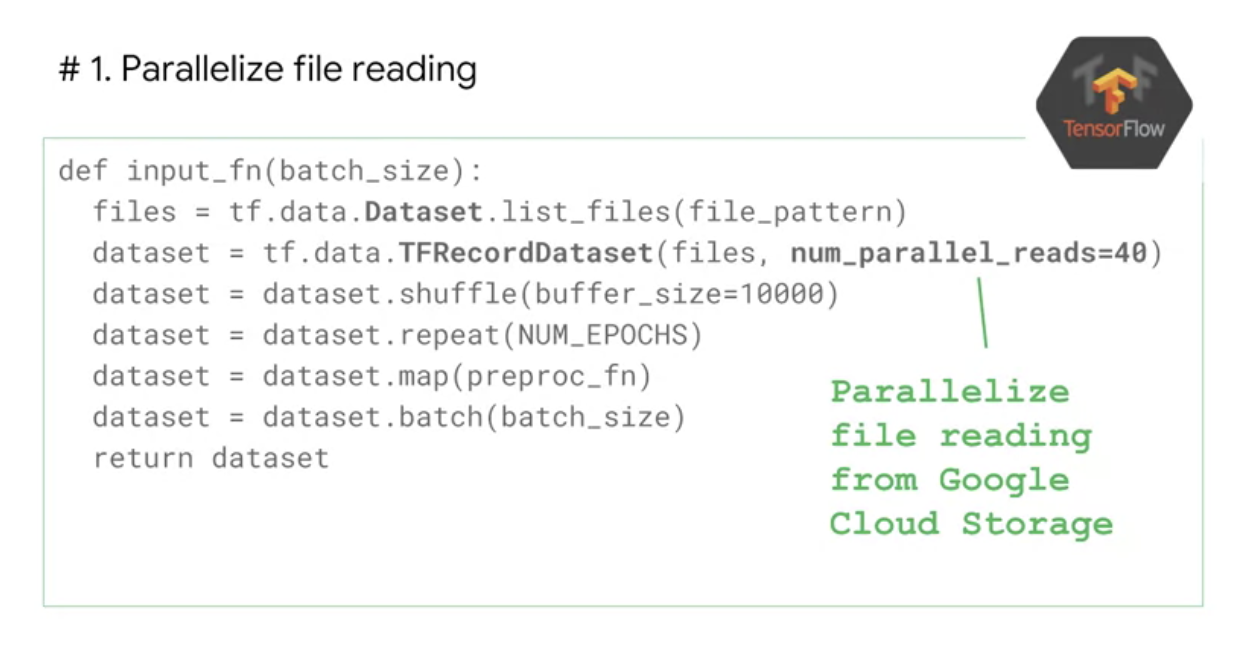 # 1. Parallelize file reading
TensorFlow
def input_fn(batch_size):
  files = tf.data.Dataset.list_files(file_pattern)
  dataset = tf.data.TFRecordDataset(files, num_parallel_reads=40)
  dataset = dataset.shuffle(buffer_size=10000)
  dataset = dataset.repeat(NUM_EPOCHS)
  dataset = dataset.map(preproc_fn)
  dataset = dataset.batch(batch_size)
  return dataset
Parallelize
file reading
from Google
Cloud Storage